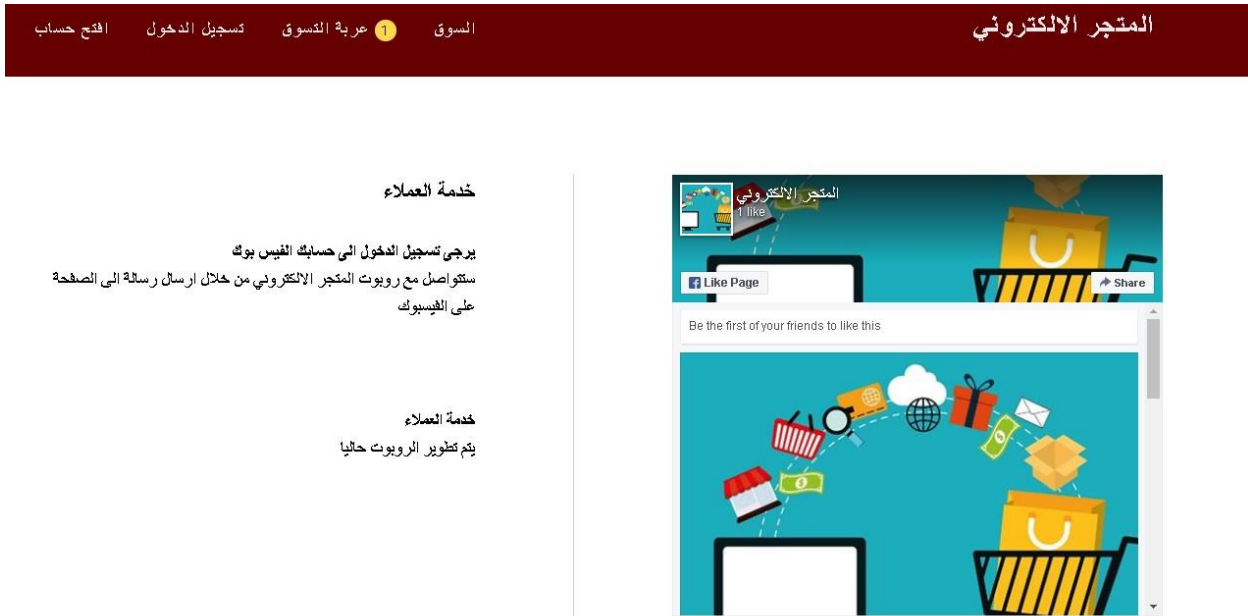 المتجر الالكتروني
السوق
1 عربة التسوق
تسجيل الدخول
افتح حساب
المتجر الالكتروني
1 like
Like Page
Share
Be the first of your friends to like this
خدمة العملاء
يرجى تسجيل الدخول الى حسابك الفيس بوك
ستتواصل مع روبوت المتجر الالكتروني من خلال ارسال رسالة الى الصفحة
على الفيسبوك
خدمة العملاء
يتم تطوير الروبوت حاليا